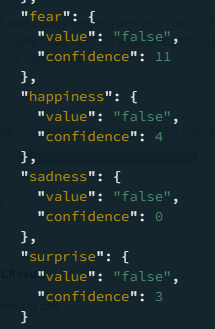 "fear": {
"value": "false",
"confidence": 11
},
"happiness": {
"value": "false",
"confidence": 4
},
"sadness": {
"value": "false",
"confidence": 0
},
"surprise": {
"value": "false",
"confidence": 3
}